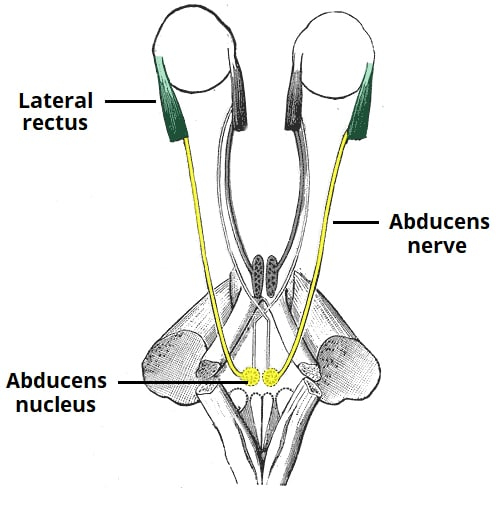 Lateral
rectus
Abducens
nerve
Abducens
nucleus